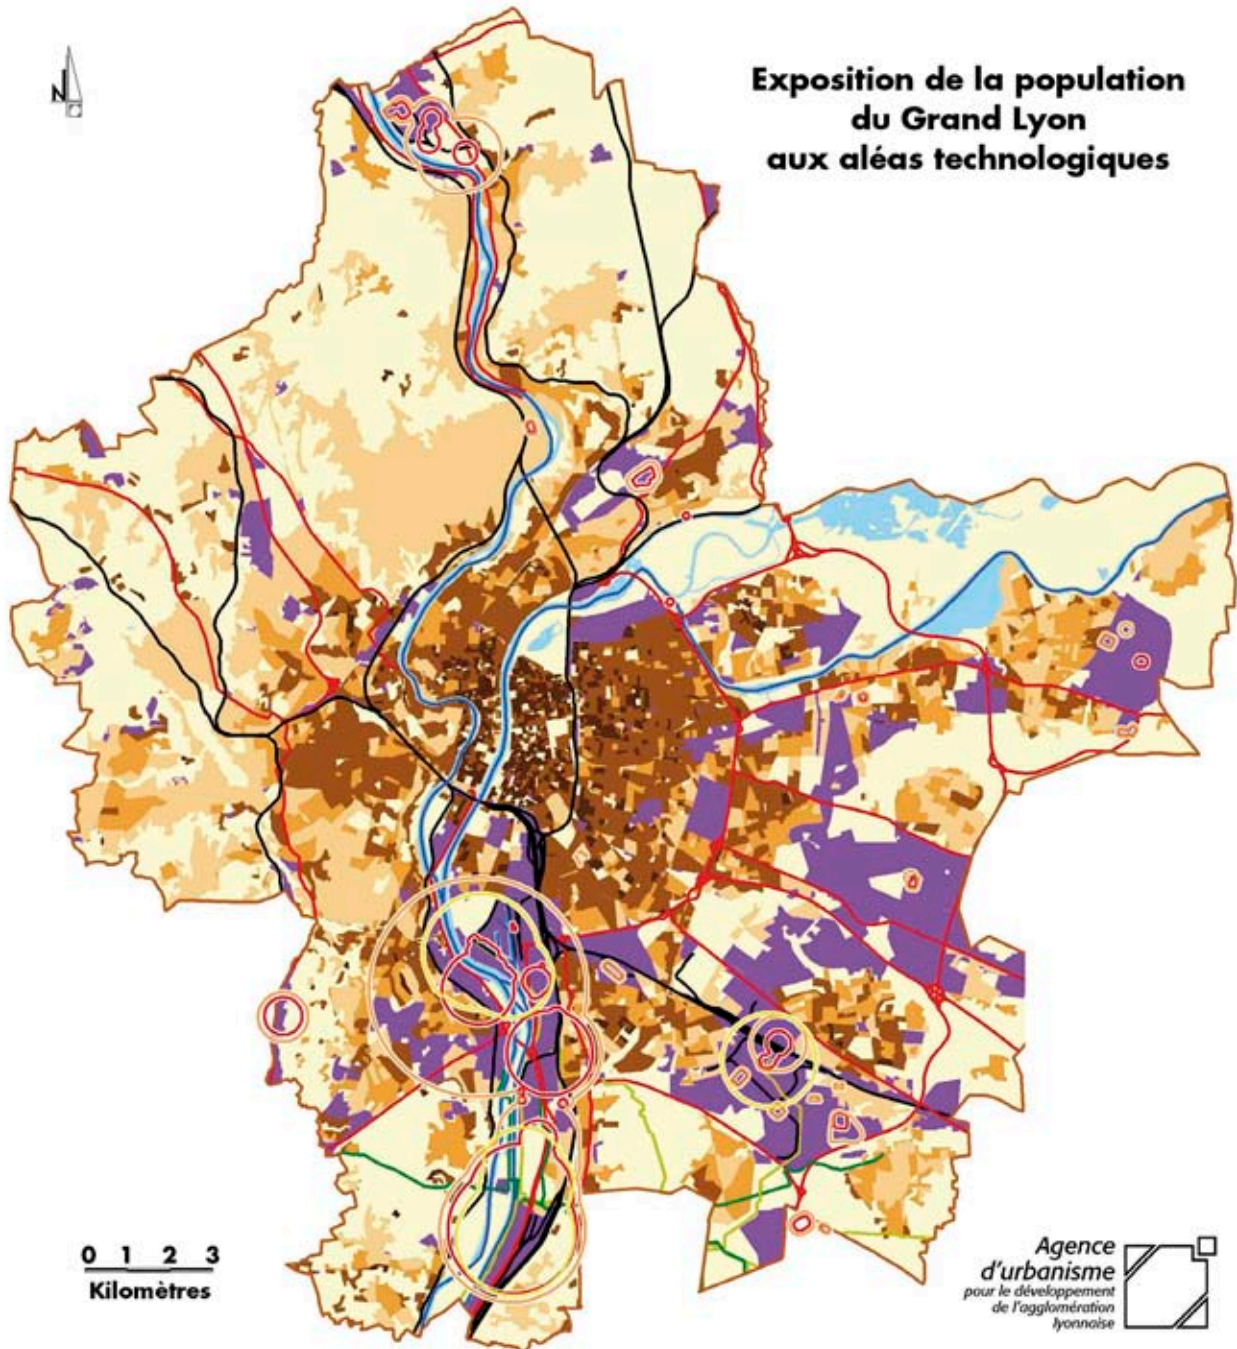 N
Exposition de la population
du Grand Lyon
aux aléas technologiques
0 1 2 3
Kilomètres
Agence
d'urbanisme
pour le développement
de l'agglomération
lyonnaise